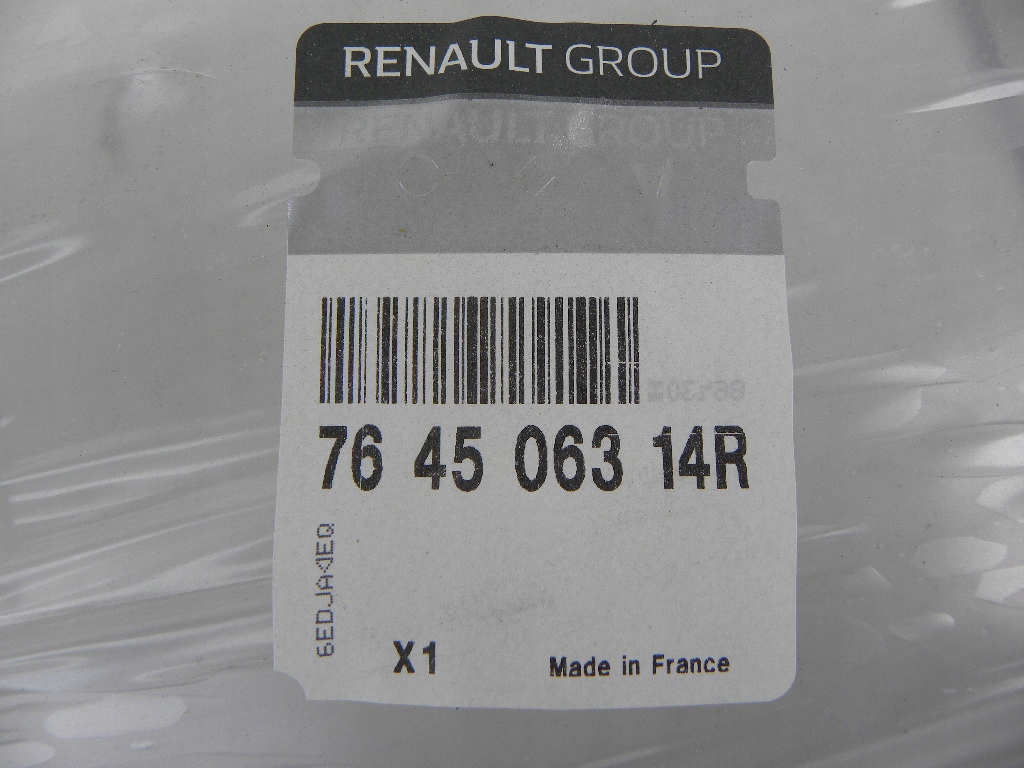 RENAULT GROUP
76 45 063 14R
X1
Made in France